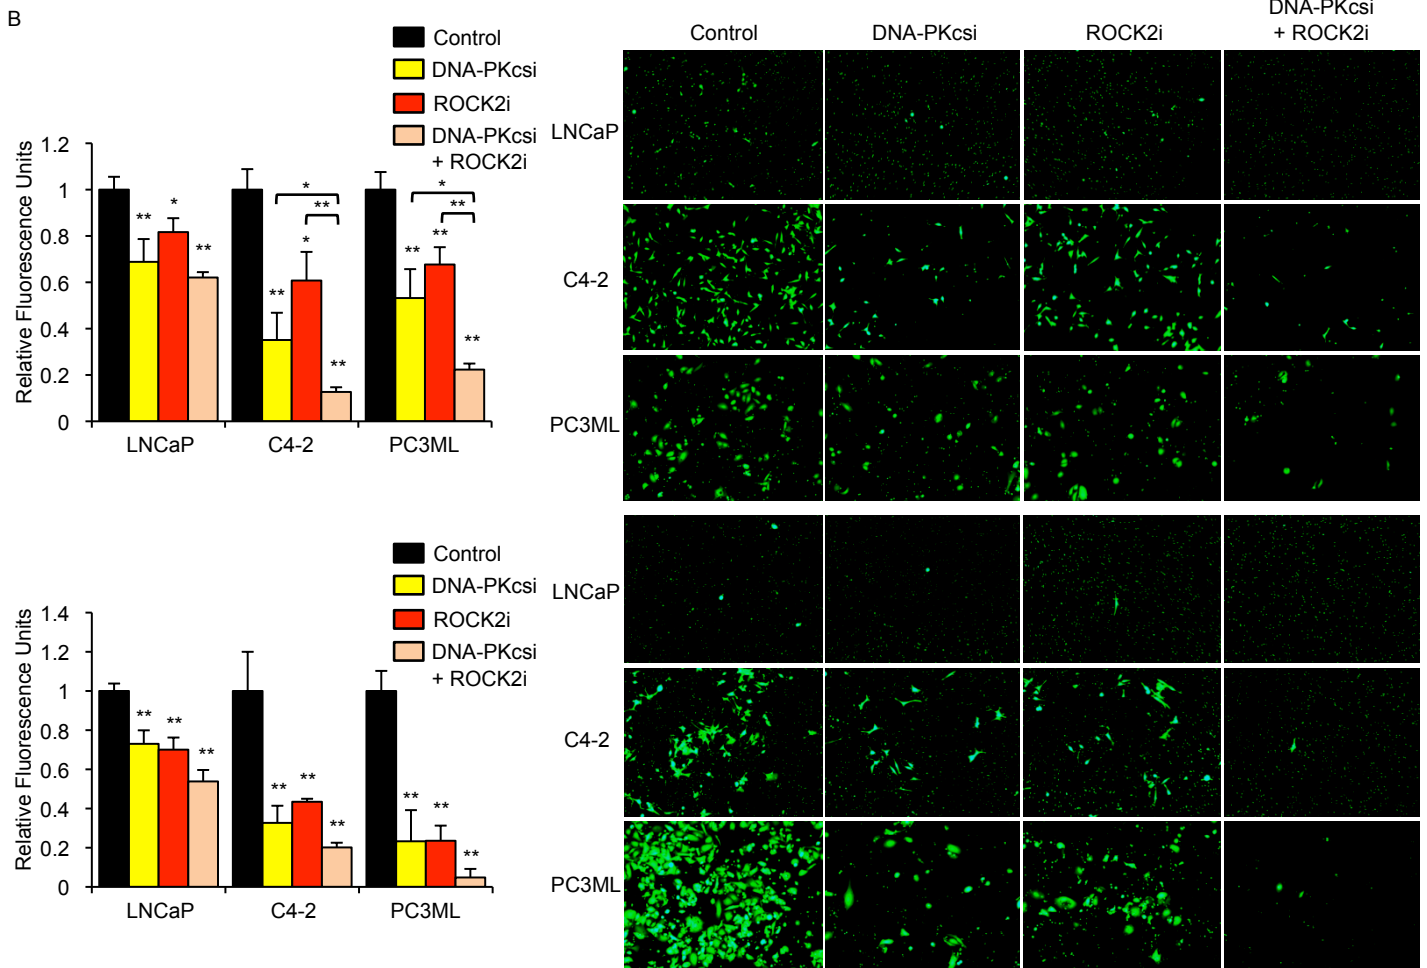 B
Control
DNA-PKcsi
ROCK2i
DNA-PKcsi
+ ROCK2i
Relative Fluorescence Units
1.2
1
0.8
0.6
0.4
0.2
0
** * **
** * **
* **
** ** **
* **
LNCaP C4-2 PC3ML
Control DNA-PKcsi ROCK2i DNA-PKcsi
+ ROCK2i
LNCaP
C4-2
PC3ML
Control
DNA-PKcsi
ROCK2i
DNA-PKcsi
+ ROCK2i
Relative Fluorescence Units
1.4
1.2
1
0.8
0.6
0.4
0.2
0
** ** **
** ** **
** ** **
LNCaP C4-2 PC3ML
LNCaP
C4-2
PC3ML